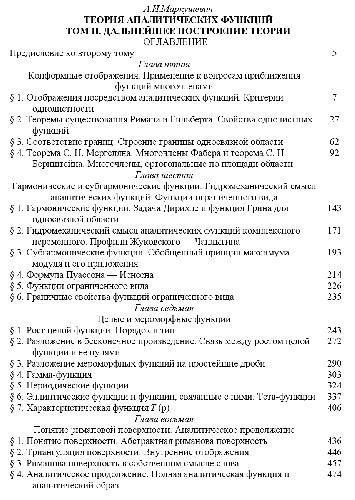 А.И.Маркушевич
ТЕОРИЯ АНАЛИТИЧЕСКИХ ФУНКЦИЙ
ТОМ II. ДАЛЬНЕЙШЕЕ ПОСТРОЕНИЕ ТЕОРИИ
ОГЛАВЛЕНИЕ
Предисловие ко второму тому 5
Глава пятая
Конформные отображения. Применение к вопросам приближения
функций многочленами
§ 1. Отображения посредством аналитических функций. Критерии 7
однолистности
§ 2. Теоремы существования Римана и Гильберта. Свойства однолистных 27
функций
§ 3. Соответствие границ. Строение границы односвязной области 62
§ 4. Теорема С. Н. Мергеляна. Многочлены Фабера и теорема С. Н. 92
Бернштейна. Многочлены, ортогональные по площади области
Глава шестая
Гармонические и субгармонические функции. Гидромеханический смысл
аналитических функций. Функции ограниченного вида
§ 1. Гармонические функции. Задача Дирихле и функция Грина для 143
односвязной области
§ 2. Гидромеханический смысл аналитических функций комплексного 171
переменного. Профили Жуковского — Чаплыгина
§ 3. Субгармонические функции. Обобщенный принцип максимума 193
модуля и его приложения
§ 4. Формула Пуассона — Йенсена 214
§ 5. Функции ограниченного вида 226
§ 6. Граничные свойства функций ограниченного вида 235
Глава седьмая
Целые и мероморфные функции
§ 1. Рост целой функции. Порядок и тип 243
§ 2. Разложение в бесконечное произведение. Связь между ростом целой 272
функции и ее нулями
§ 3. Разложение мероморфных функций на простейшие дроби 290
§ 4. Гамма-функция 303
§ 5. Периодические функции 324
§ 6. Эллиптические функции и функции, связанные с ними. Тета-функции 337
§ 7. Характеристическая функция T (ρ) 406
Глава восьмая
Понятие римановой поверхности. Аналитическое продолжение
§ 1. Понятие поверхности. Абстрактная риманова поверхность 436
§ 2. Триангуляция поверхности. Внутренние отображения 446
§ 3. Риманова поверхность в собственном смысле слова 457
§ 4. Аналитическое продолжение. Полная аналитическая функция и 474
аналитический образ